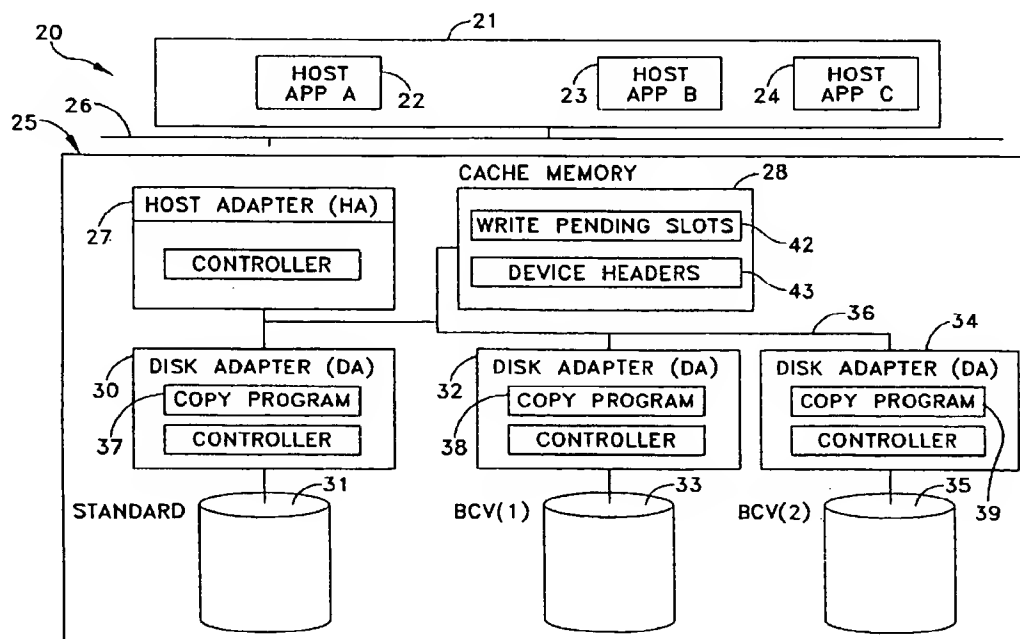 21
20
HOST
APP A
22
23
HOST
APP B
24
HOST
APP C
26
25
CACHE MEMORY
28
HOST ADAPTER (HA)
27
CONTROLLER
WRITE PENDING SLOTS
42
DEVICE HEADERS
43
36
34
30
DISK ADAPTER (DA)
COPY PROGRAM
37
CONTROLLER
32
DISK ADAPTER (DA)
COPY PROGRAM
38
CONTROLLER
DISK ADAPTER (DA)
COPY PROGRAM
CONTROLLER
39
STANDARD
31
BCV(1)
33
BCV(2)
35